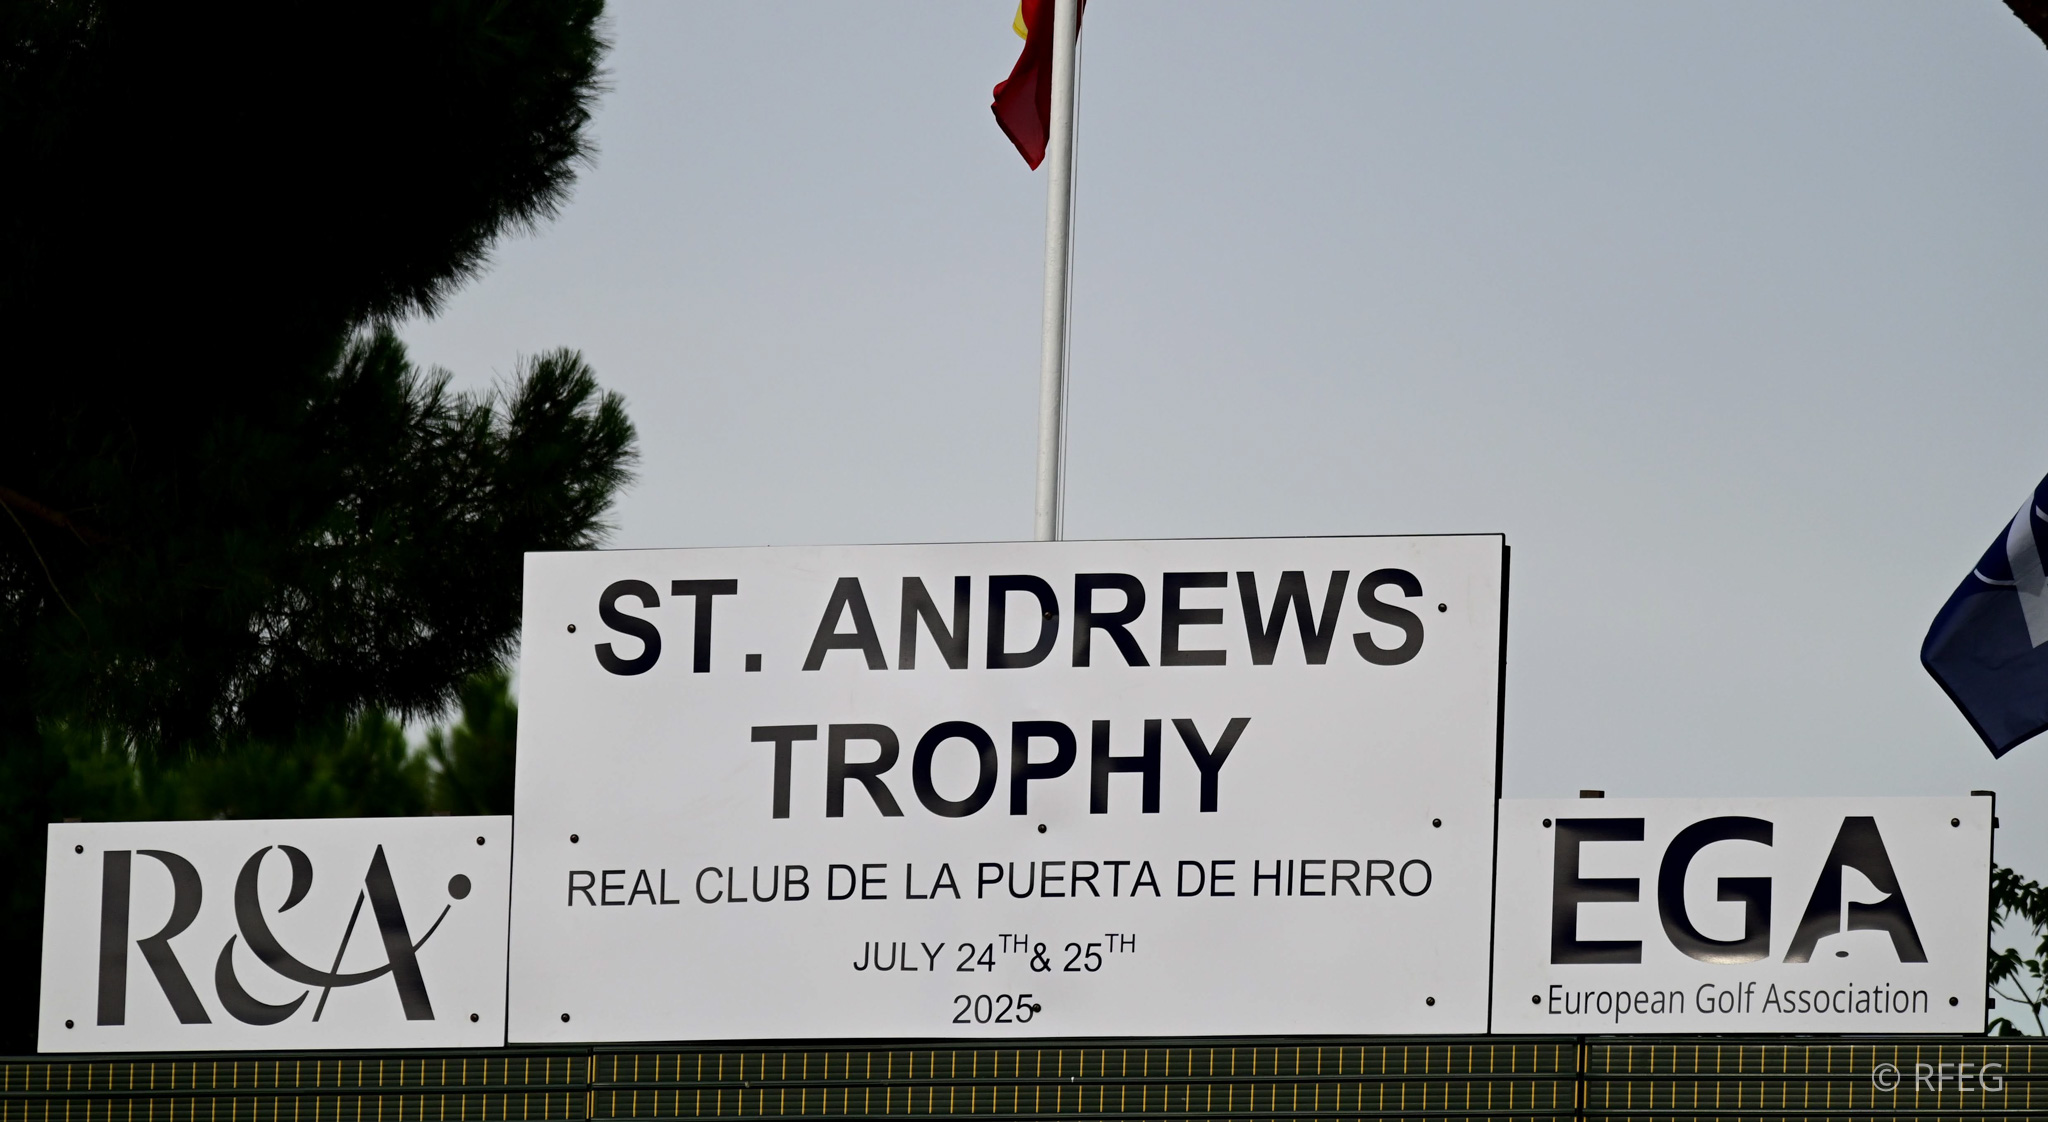 ST. ANDREWS
TROPHY
REAL CLUB DE LA PUERTA DE HIERRO
JULY 24TH & 25TH
2025
R&A
EGA
European Golf Association
© RFEG